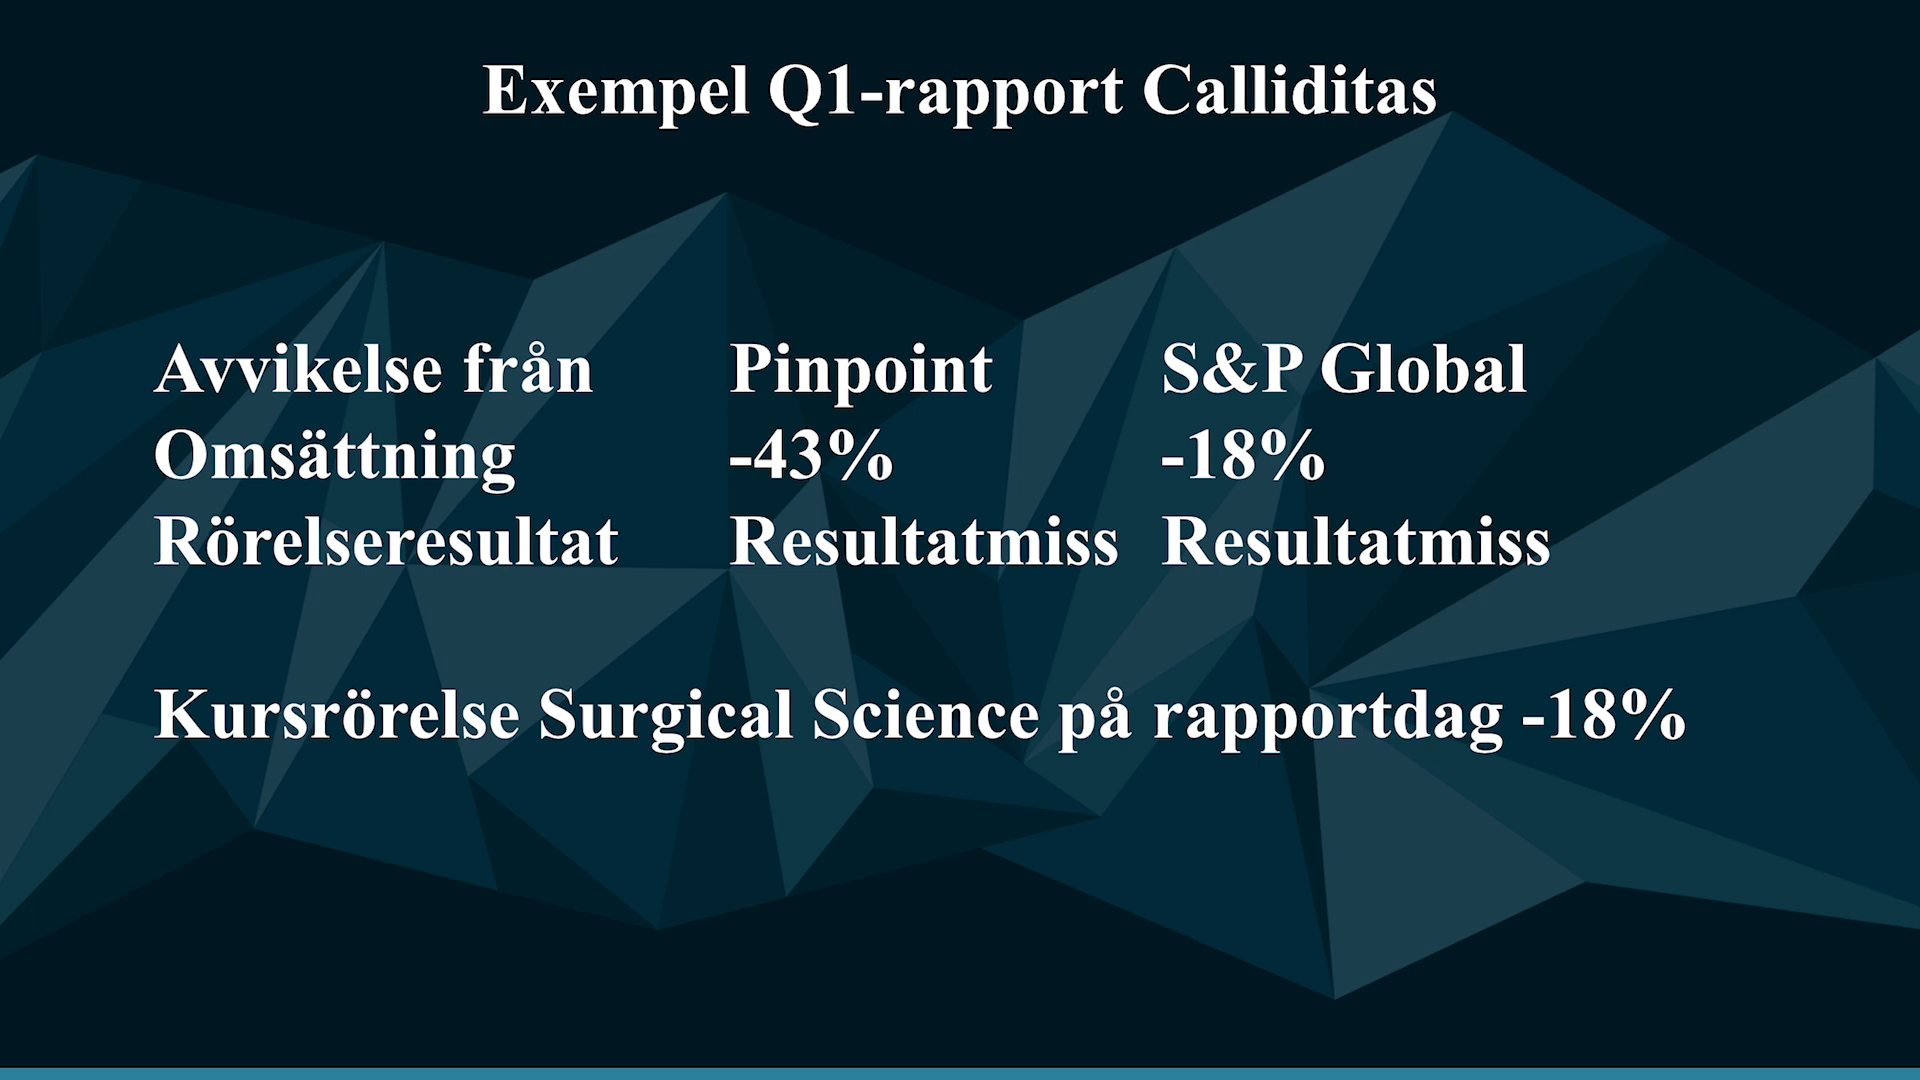 Exempel Q1-rapport Calliditas
Avvikelse från Pinpoint S&P Global
Omsättning -43% -18%
Rörelseresultat Resultatmiss Resultatmiss
Kursrörelse Surgical Science på rapportdag -18%